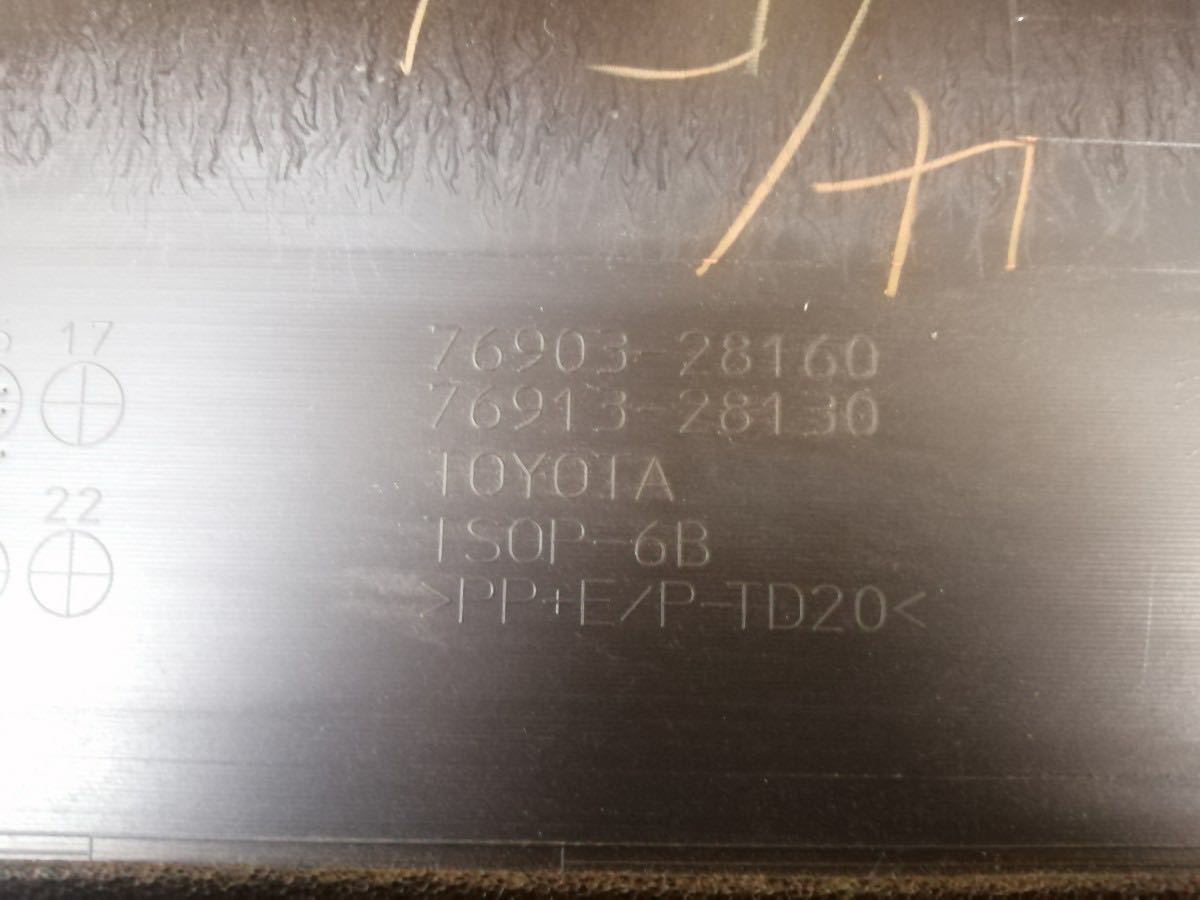 17
22
76903-28160
76913-28130
TOYOTA
TSOP-6B
>PP+E/P-TD20<